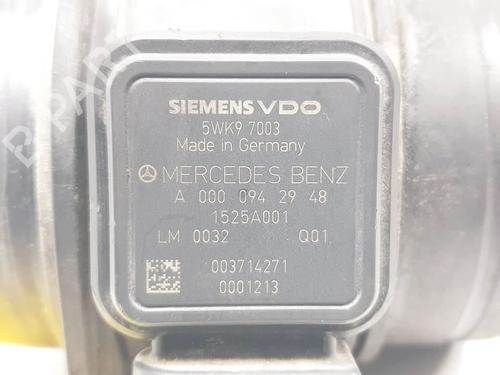 SIEMENS VDO
5WK9 7003
Made in Germany
MERCEDES BENZ
A 000 094 29 48
1525A001
LM 0032 Q01
003714271
0001213